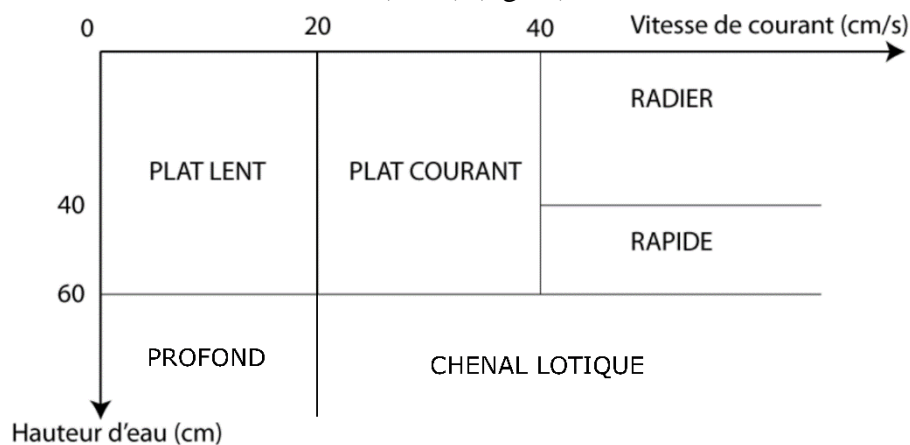 0 20 40 Vitesse de courant (cm/s)
RADIER
PLAT LENT PLAT COURANT
40
RAPIDE
60
PROFOND CHENAL LOTIQUE
Hauteur d'eau (cm)